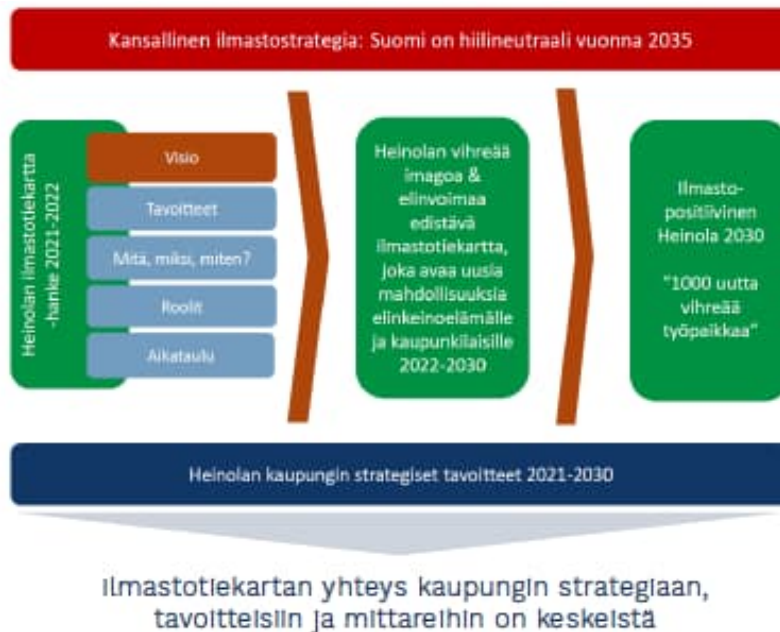 Kansallinen ilmastostrategia: Suomi on hiilineutraali vuonna 2035
Heinolan ilmastotiekartta
-hanke 2021-2022
Visio
Tavoitteet
Mitä, miksi, miten?
Roolit
Aikataulu
Heinolan vihreää
imagoa &
elinvoimaa
edistävä
ilmastotiekartta,
joka avaa uusia
mahdollisuuksia
elinkeinoelämälle
ja kaupunkilaisille
2022-2030
Ilmasto-
positiivinen
Heinola 2030
"1000 uutta
vihreää
työpaikkaa"
Heinolan kaupungin strategiset tavoitteet 2021-2030
Ilmastotiekartan yhteys kaupungin strategiaan,
tavoitteisiin ja mittareihin on keskeistä